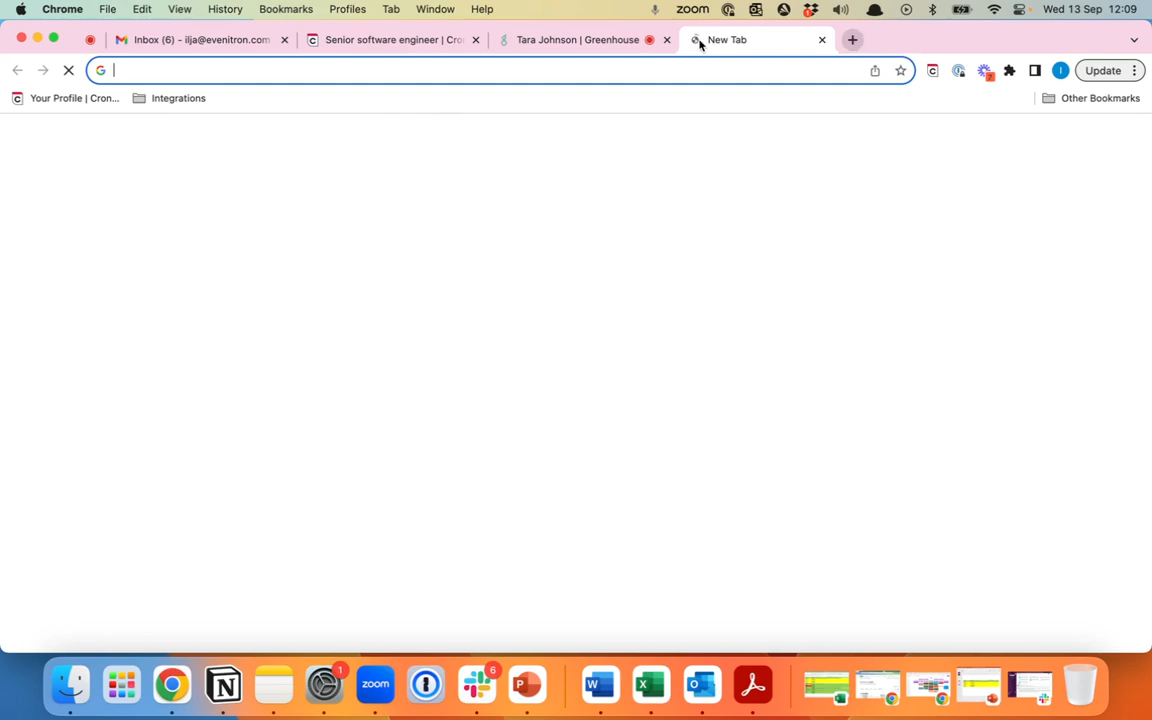 Chrome File Edit View History Bookmarks Profiles Tab Window Help zoom Wed 13 Sep 12:09
Inbox (6) - ilja@evenitron.com Senior software engineer | Cro Tara Johnson | Greenhouse New Tab
G Update
Your Profile | Cron... Integrations Other Bookmarks
1 zoom 6